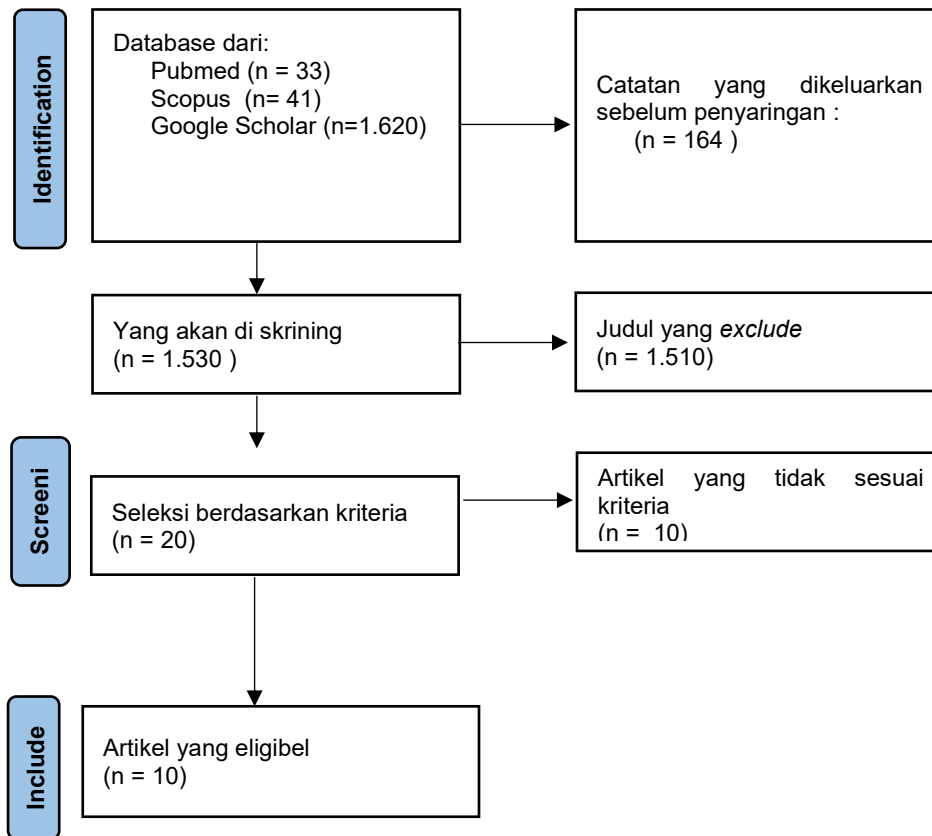 Identification
Database dari:
Pubmed (n = 33)
Scopus (n= 41)
Google Scholar (n=1.620)
Catatan yang dikeluarkan
sebelum penyaringan :
(n = 164 )
Yang akan di skrining
(n = 1.530 )
Judul yang exclude
(n = 1.510)
Screeni
Seleksi berdasarkan kriteria
(n = 20)
Artikel yang tidak sesuai
kriteria
(n = 10)
Include
Artikel yang eligibel
(n = 10)